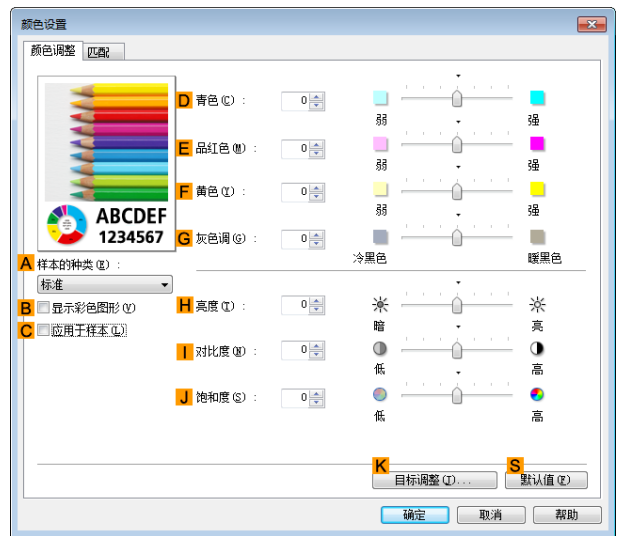 颜色设置
颜色调整 匹配
D 青色(C) : 0 弱 强
E 品红色(M) : 0 弱 强
F 黄色(Y) : 0 弱 强
ABCDEF
1234567
G 灰色调(G) : 0 冷黑色 暖黑色
A 样本的种类(E) :
标准
B 显示彩色图形(V)
C 应用于样本(L)
H 亮度(I) : 0 暗 亮
I 对比度(N) : 0 低 高
J 饱和度(S) : 0 低 高
K 目标调整(J)... S 默认值(F)
确定 取消 帮助